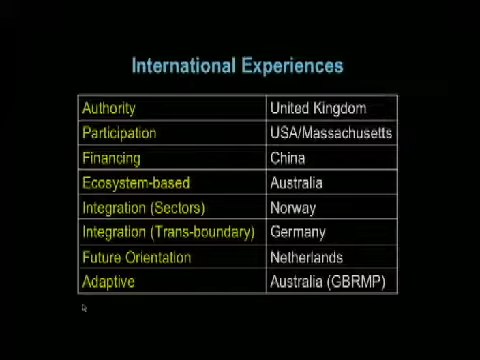 International Experiences
Authority United Kingdom
Participation USA/Massachusetts
Financing China
Ecosystem-based Australia
Integration (Sectors) Norway
Integration (Trans-boundary) Germany
Future Orientation Netherlands
Adaptive Australia (GBRMP)